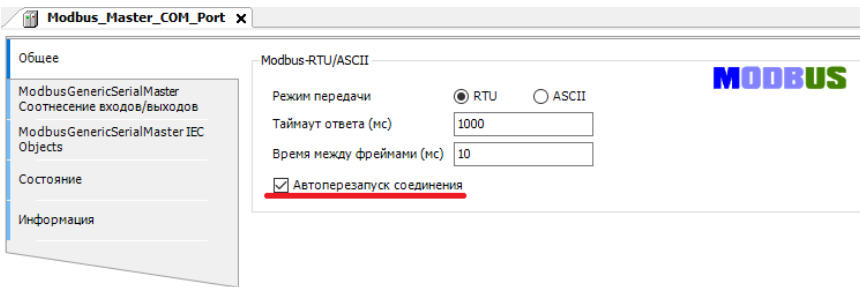 Modbus_Master_COM_Port x
Общее
ModbusGenericSerialMaster
Соотнесение входов/выходов
ModbusGenericSerialMaster IEC
Objects
Состояние
Информация
Modbus-RTU/ASCII
MODBUS
Режим передачи RTU ASCII
Таймаут ответа (мс) 1000
Время между фреймами (мс) 10
Автоперезапуск соединения